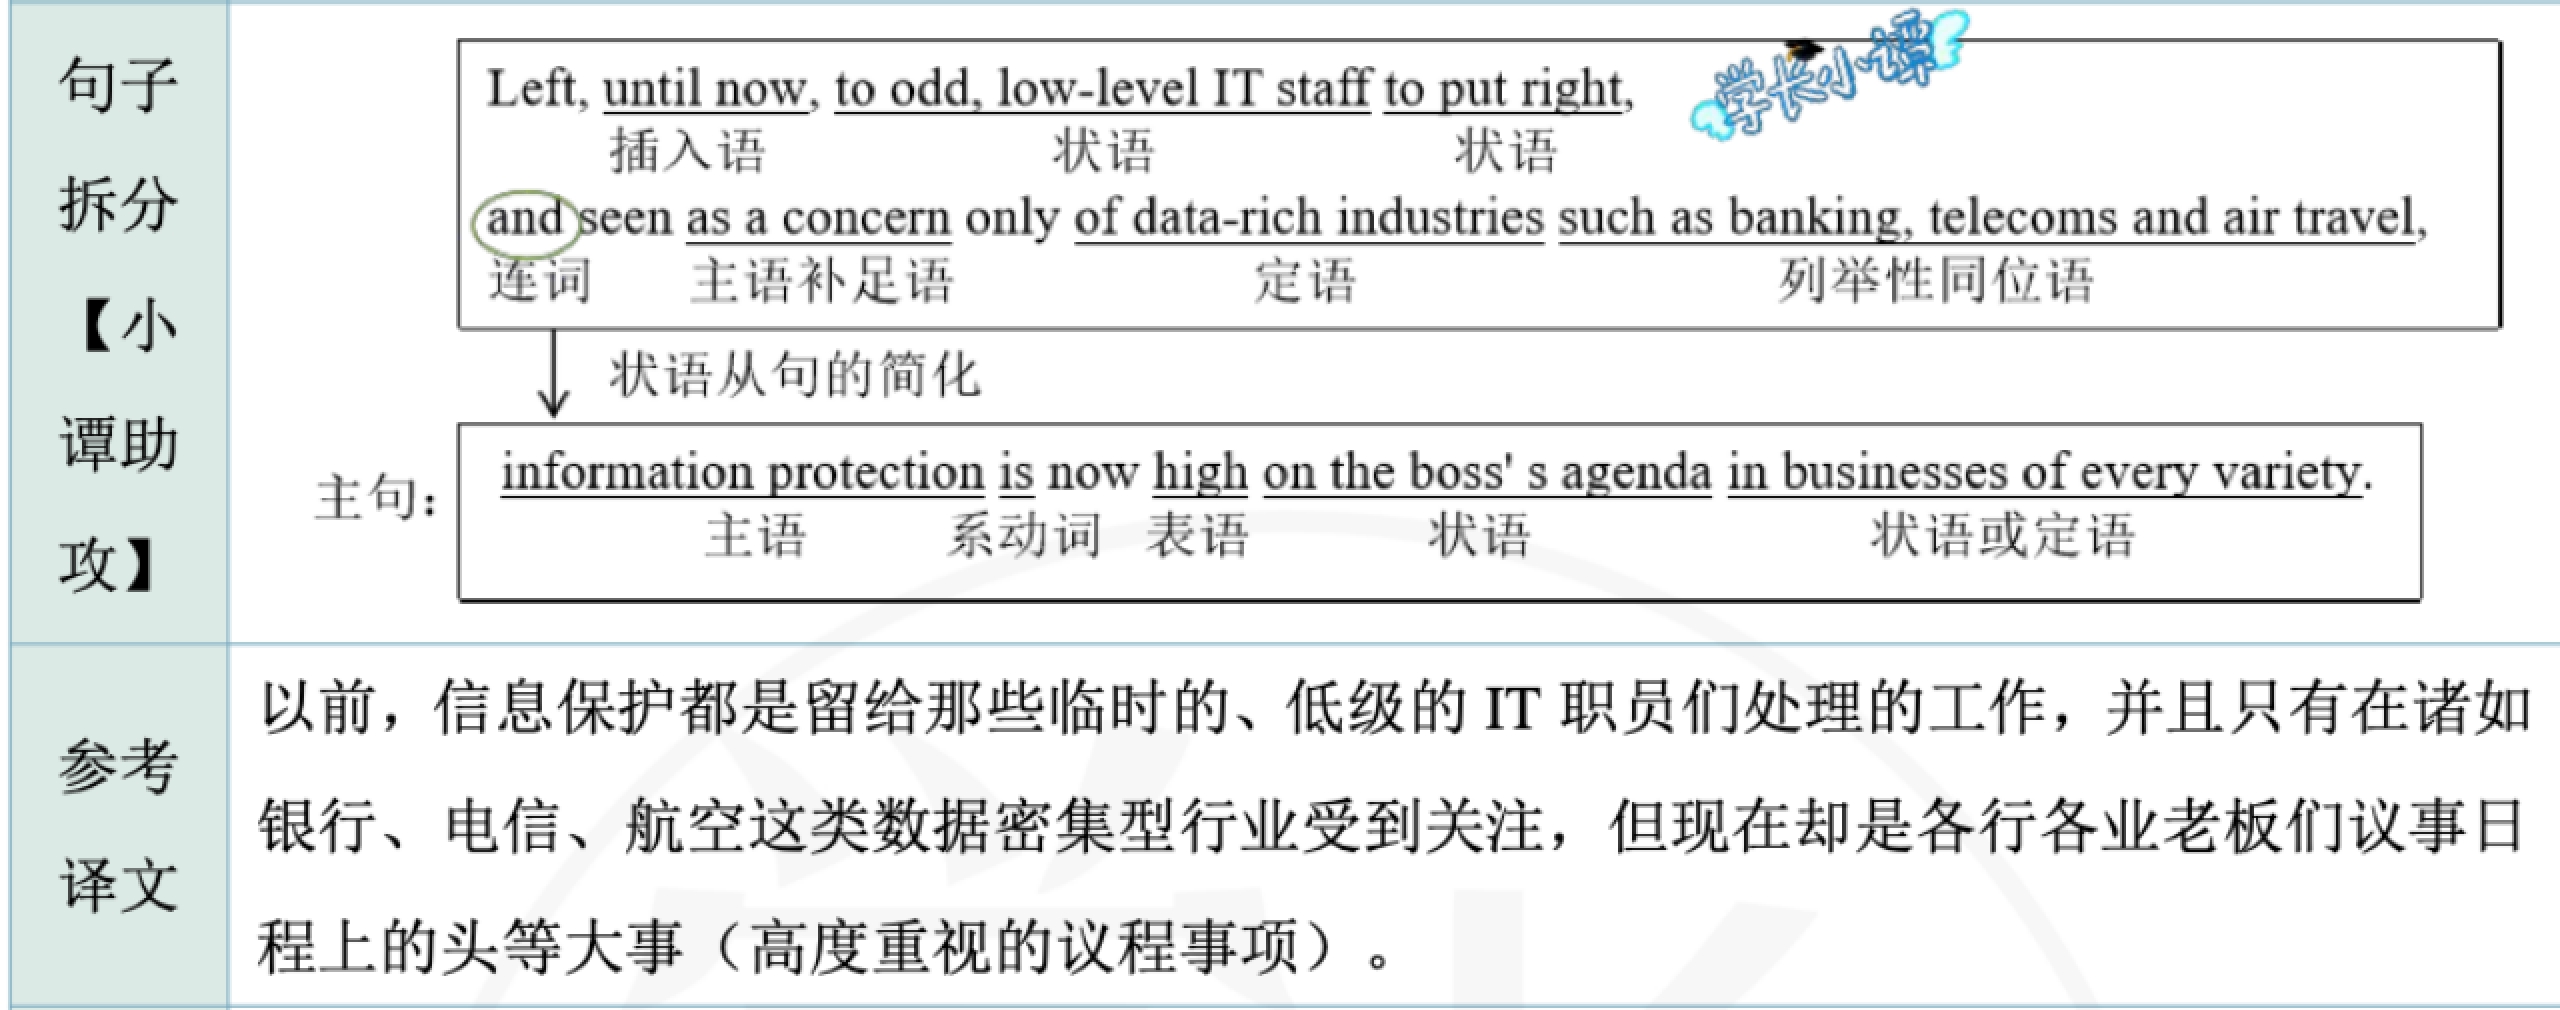 句子
拆分
【小
谭助
攻】
学长小谭
Left, until now, to odd, low-level IT staff to put right,
插入语 状语 状语
and seen as a concern only of data-rich industries such as banking, telecoms and air travel,
连词 主语补足语 定语 列举性同位语
状语从句的简化
主句：
information protection is now high on the boss' s agenda in businesses of every variety.
主语 系动词 表语 状语 状语或定语
参考
译文
以前，信息保护都是留给那些临时的、低级的 IT 职员们处理的工作，并且只有在诸如
银行、电信、航空这类数据密集型行业受到关注，但现在却是各行各业老板们议事日
程上的头等大事（高度重视的议程事项）。